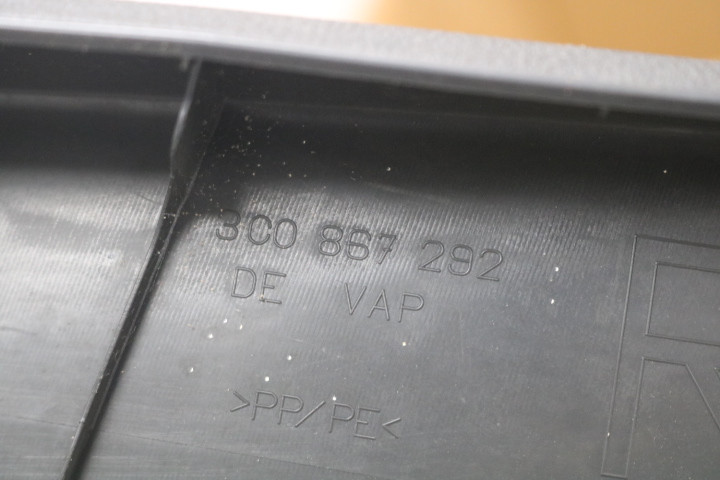 3C0 867 292
DE VAP
>PP/PE<
R